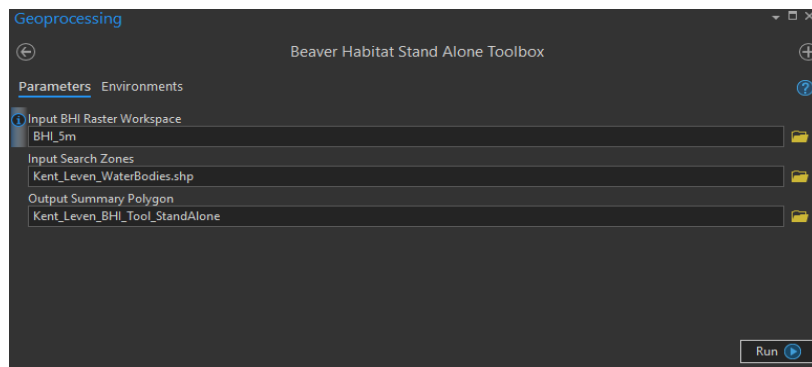 Geoprocessing
Beaver Habitat Stand Alone Toolbox
Parameters Environments
Input BHI Raster Workspace
BHI_5m
Input Search Zones
Kent_Leven_WaterBodies.shp
Output Summary Polygon
Kent_Leven_BHI_Tool_StandAlone
Run